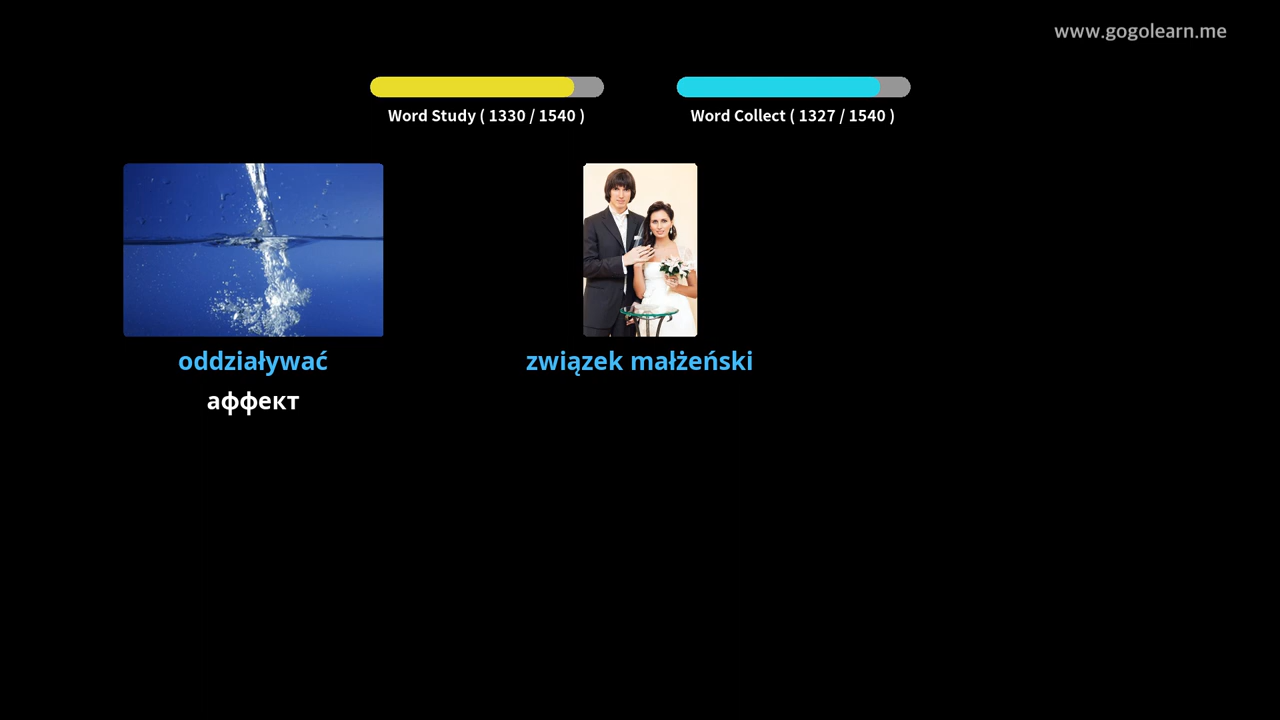 www.gogolearn.me
Word Study ( 1330 / 1540 )
Word Collect ( 1327 / 1540 )
oddziaływać
związek małżeński
аффект